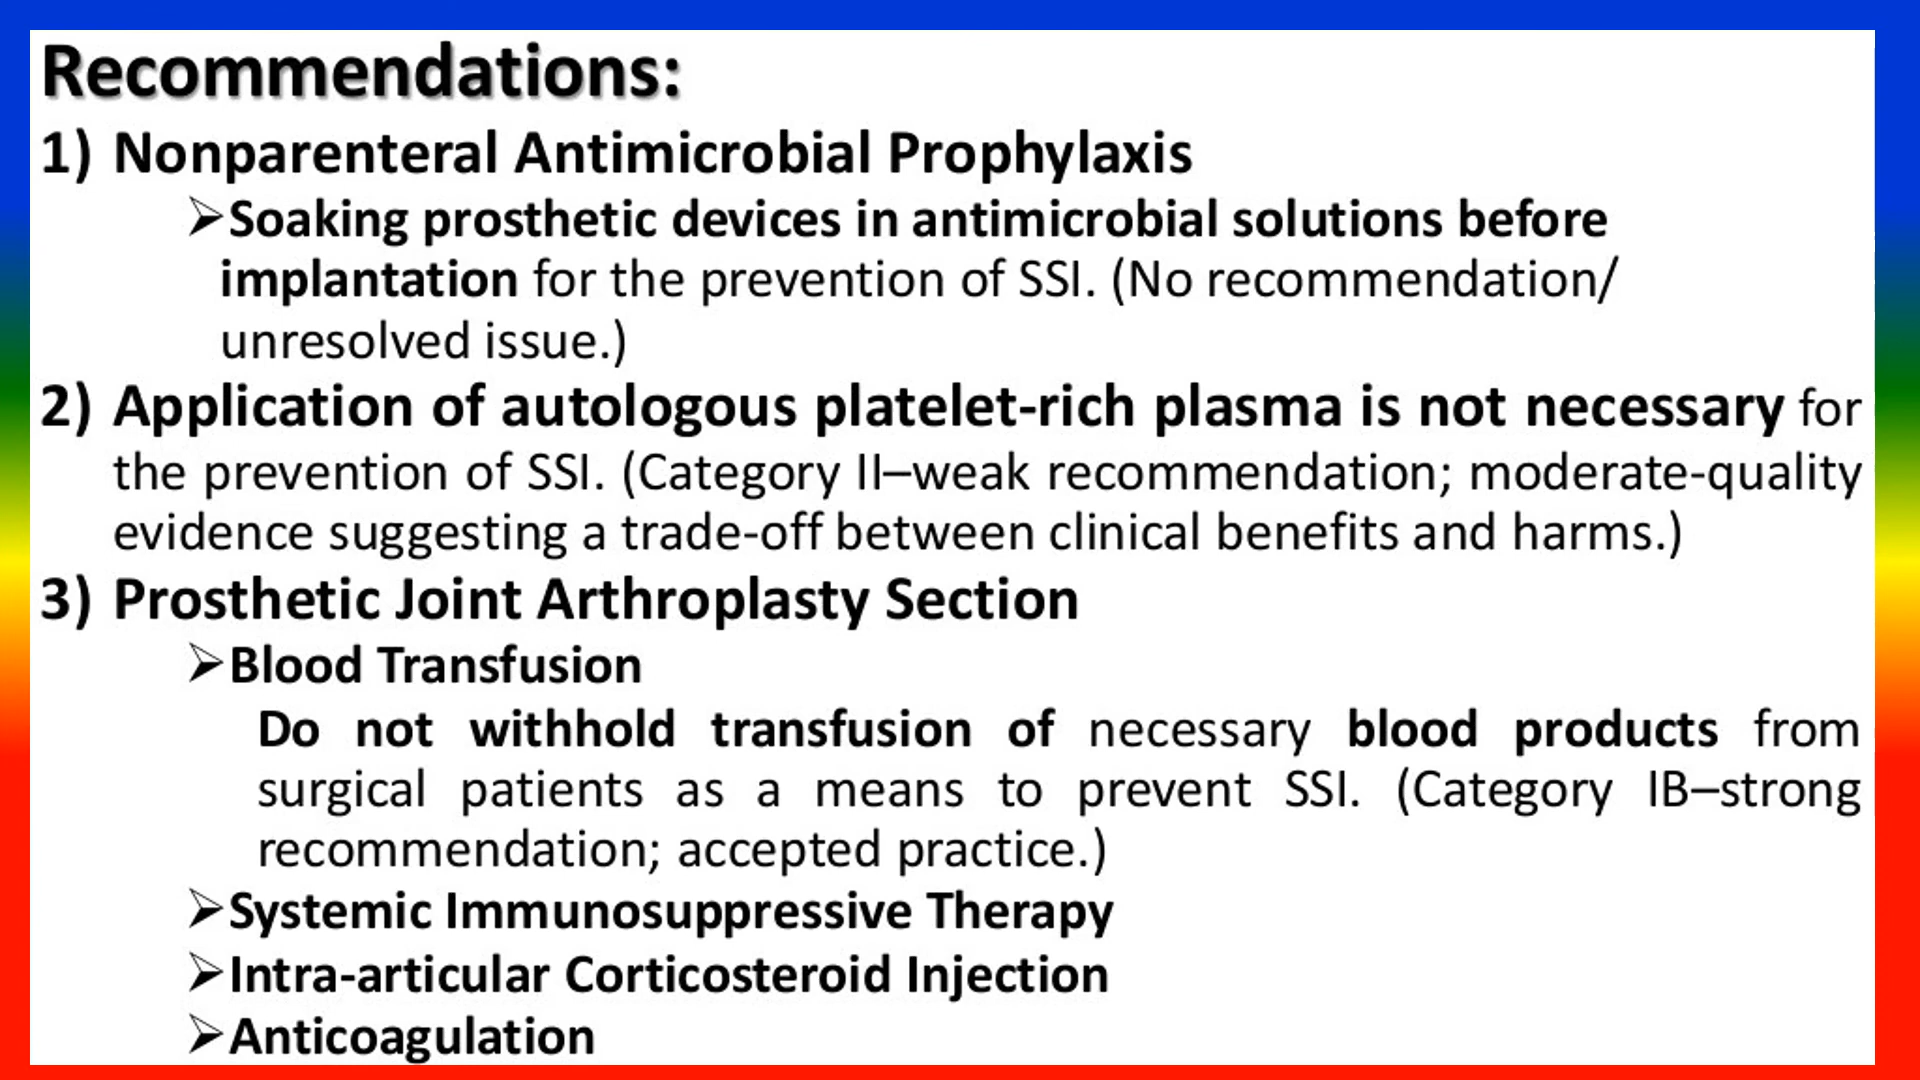 Recommendations:
1) Nonparenteral Antimicrobial Prophylaxis
➢Soaking prosthetic devices in antimicrobial solutions before
implantation for the prevention of SSI. (No recommendation/
unresolved issue.)
2) Application of autologous platelet-rich plasma is not necessary for
the prevention of SSI. (Category II–weak recommendation; moderate-quality
evidence suggesting a trade-off between clinical benefits and harms.)
3) Prosthetic Joint Arthroplasty Section
➢Blood Transfusion
Do not withhold transfusion of necessary blood products from
surgical patients as a means to prevent SSI. (Category IB–strong
recommendation; accepted practice.)
➢Systemic Immunosuppressive Therapy
➢Intra-articular Corticosteroid Injection
➢Anticoagulation